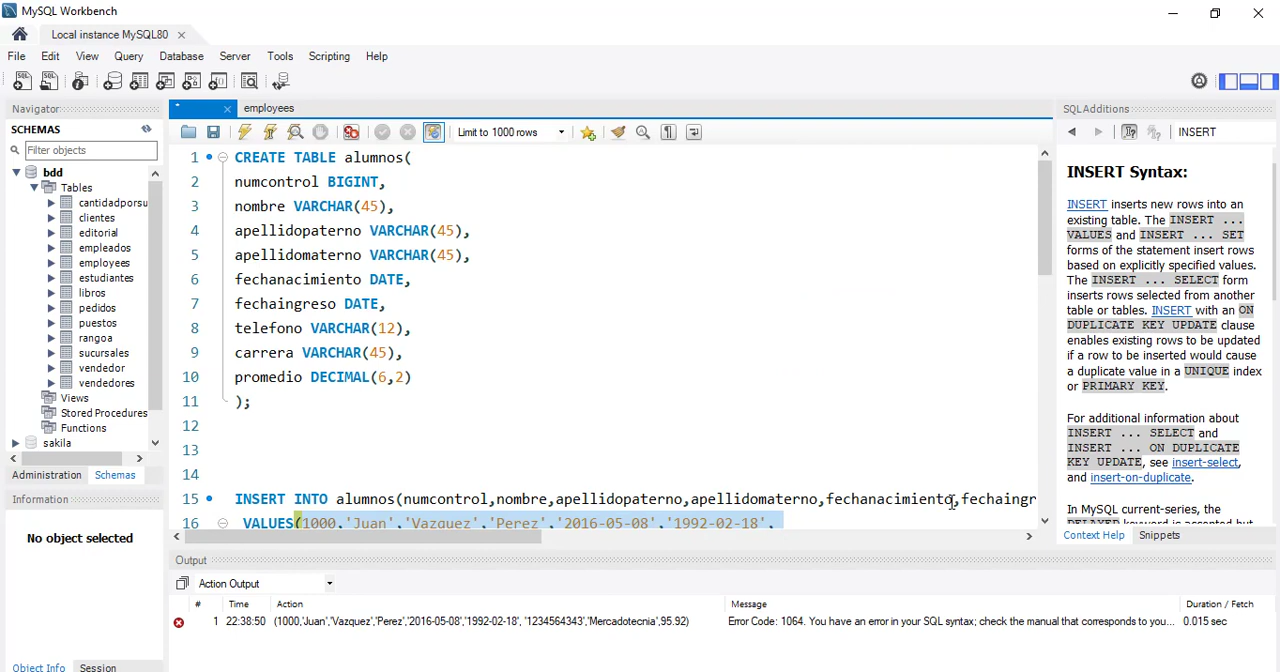 MySQL Workbench
Local instance MySQL80
File Edit View Query Database Server Tools Scripting Help
Navigator
SCHEMAS
Filter objects
bdd
Tables
cantidadporsu
clientes
editorial
empleados
employees
estudiantes
libros
pedidos
puestos
rangoa
sucursales
vendedor
vendedores
Views
Stored Procedures
Functions
sakila
Administration Schemas
Information
No object selected
Object Info Session
employees
Limit to 1000 rows
1 CREATE TABLE alumnos(
2 numcontrol BIGINT,
3 nombre VARCHAR(45),
4 apellidopaterno VARCHAR(45),
5 apellidomaterno VARCHAR(45),
6 fechanacimiento DATE,
7 fechaingreso DATE,
8 telefono VARCHAR(12),
9 carrera VARCHAR(45),
10 promedio DECIMAL(6,2)
11 );
12
13
14
15 INSERT INTO alumnos(numcontrol,nombre,apellidopaterno,apellidomaterno,fechanacimiento,fechaingr
16 VALUES(1000,'Juan','Vazquez','Perez','2016-05-08','1992-02-18',
SQL Additions
INSERT
INSERT Syntax:
INSERT inserts new rows into an
existing table. The INSERT ...
VALUES and INSERT ... SET
forms of the statement insert rows
based on explicitly specified values.
The INSERT ... SELECT form
inserts rows selected from another
table or tables. INSERT with an ON
DUPLICATE KEY UPDATE clause
enables existing rows to be updated
if a row to be inserted would cause
a duplicate value in a UNIQUE index
or PRIMARY KEY.
For additional information about
INSERT ... SELECT and
INSERT ... ON DUPLICATE
KEY UPDATE, see insert-select,
and insert-on-duplicate.
In MySQL current-series, the
DELAYED keyword is accepted but
Context Help Snippets
Output
Action Output
# Time Action Message Duration / Fetch
1 22:38:50 (1000,'Juan','Vazquez','Perez','2016-05-08','1992-02-18', '1234564343','Mercadotecnia',95.92) Error Code: 1064. You have an error in your SQL syntax; check the manual that corresponds to you... 0.015 sec